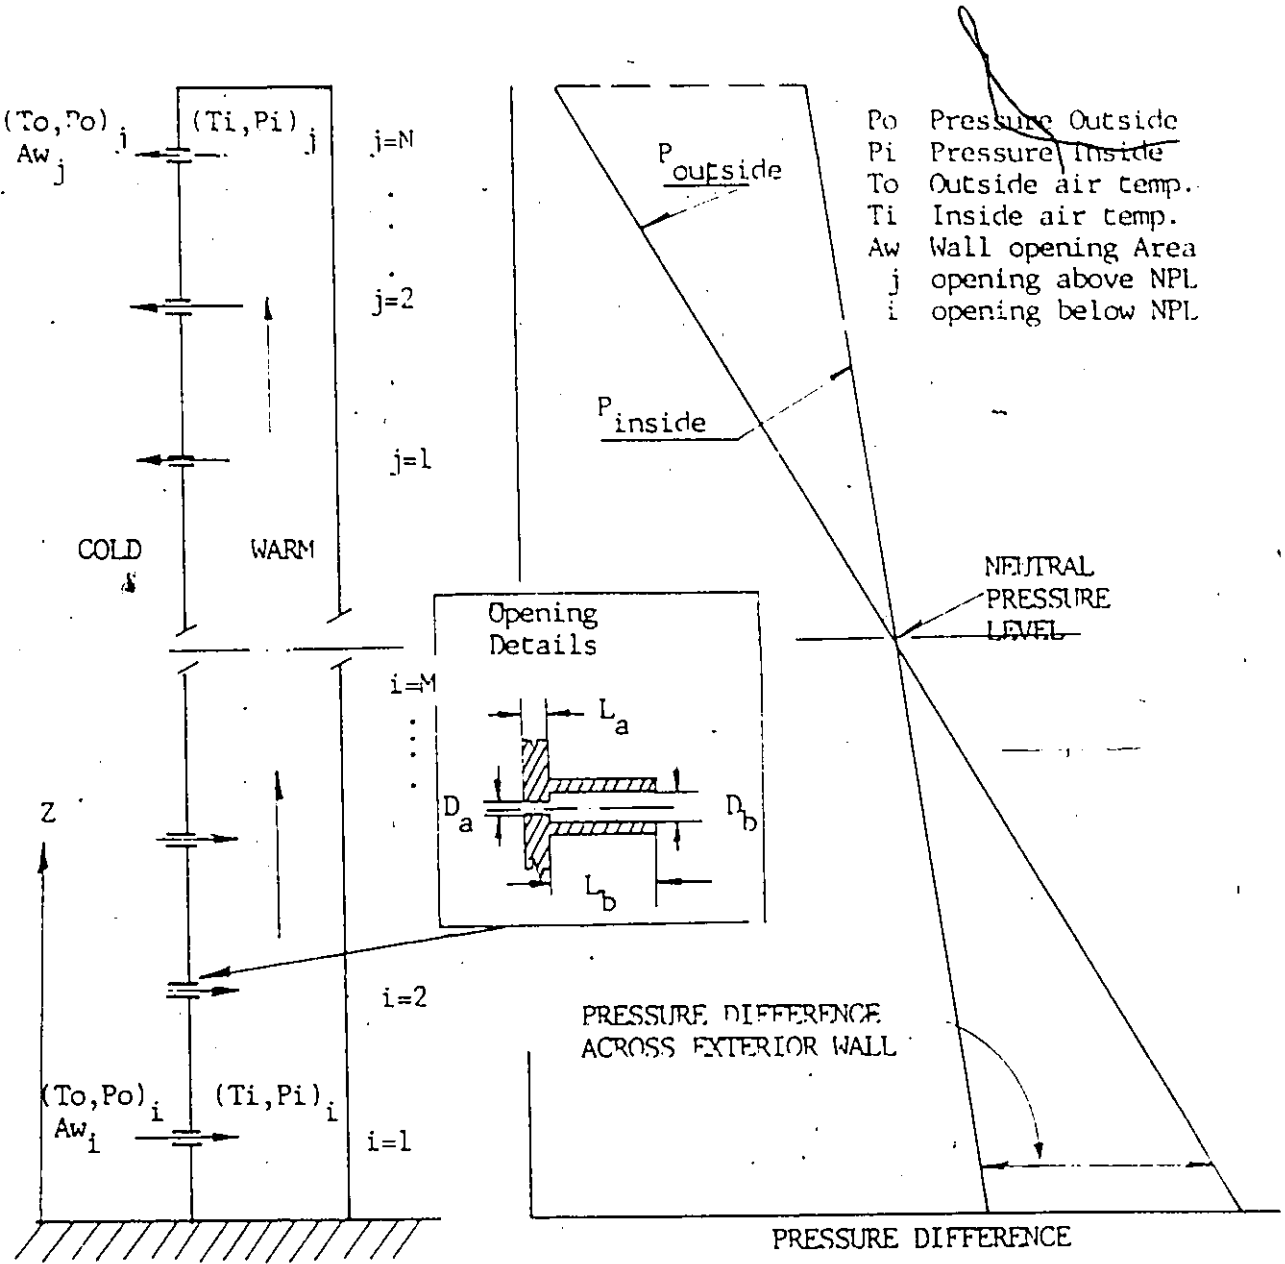 (To,Po)j
Awj
(Ti,Pi)j
j=N
j=2
j=1
COLD
WARM
i=M
Z
i=2
(To,Po)i
Awi
(Ti,Pi)i
i=1
Opening
Details
La
Da
Db
Lb
Poutside
Pinside
Po Pressure Outside
Pi Pressure Inside
To Outside air temp.
Ti Inside air temp.
Aw Wall opening Area
j opening above NPL
i opening below NPL
NEUTRAL
PRESSURE
LEVEL
PRESSURE DIFFERENCE
ACROSS EXTERIOR WALL
PRESSURE DIFFERENCE